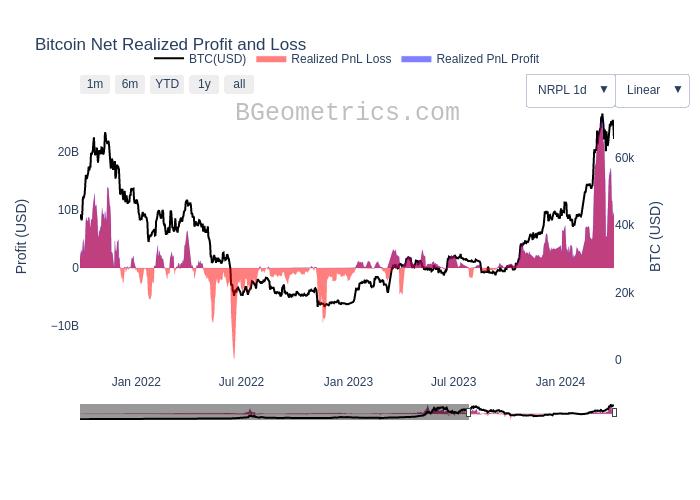 Bitcoin Net Realized Profit and Loss
BTC(USD) Realized PnL Loss Realized PnL Profit
1m 6m YTD 1y all
NRPL 1d ▼ Linear ▼
BGeometrics.com
20B
10B
0
−10B
Profit (USD)
60k
40k
20k
0
BTC (USD)
Jan 2022 Jul 2022 Jan 2023 Jul 2023 Jan 2024